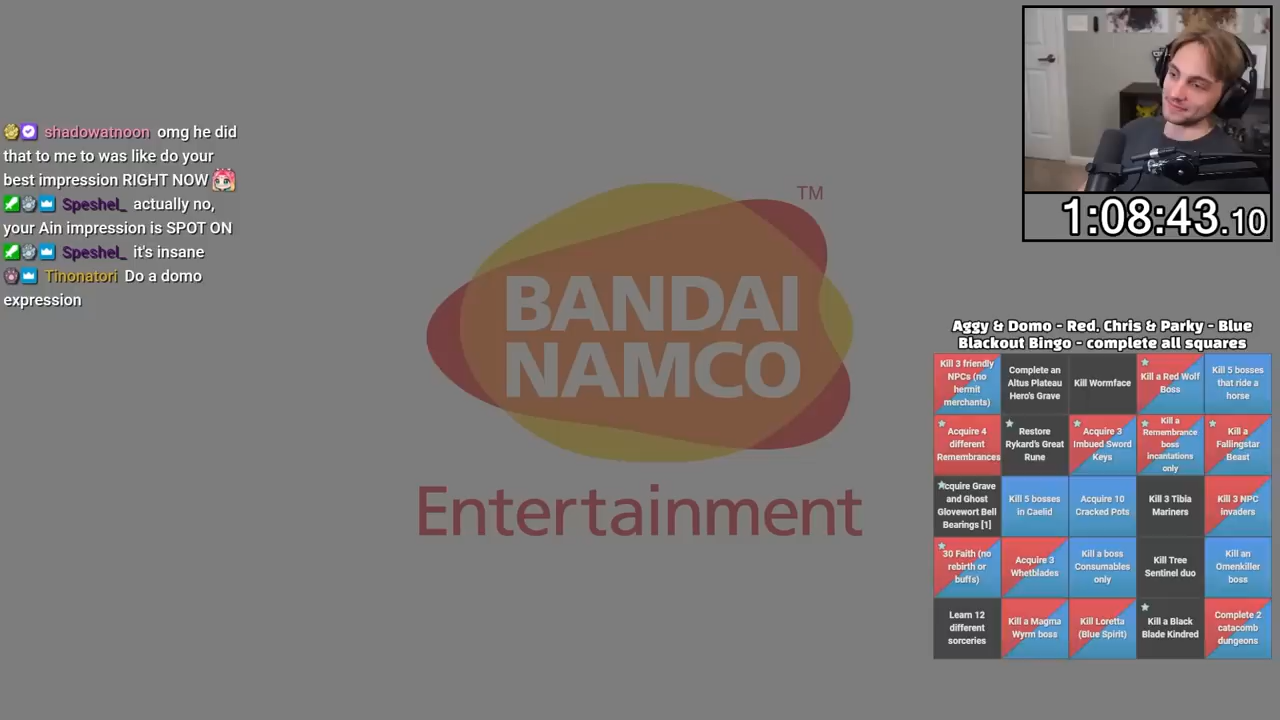 shadowatnoon omg he did
that to me to was like do your
best impression RIGHT NOW
Speshel_ actually no,
your Ain impression is SPOT ON
Speshel_ it's insane
Tinonatori Do a domo
expression
TM
BANDAI
NAMCO
Entertainment
1:08:43.10
Aggy & Domo - Red, Chris & Parky - Blue
Blackout Bingo - complete all squares
Kill 3 friendly
NPCs (no
hermit
merchants)
Complete an
Altus Plateau
Hero's Grave
Kill Wormface
Kill a Red Wolf
Boss
Kill 5 bosses
that ride a
horse
Acquire 4
different
Remembrances
Restore
Rykard's Great
Rune
Acquire 3
Imbued Sword
Keys
Kill a
Remembrance
boss
incantations
only
Kill a
Fallingstar
Beast
Acquire Grave
and Ghost
Glovewort Bell
Bearings [1]
Kill 5 bosses
in Caelid
Acquire 10
Cracked Pots
Kill 3 Tibia
Mariners
Kill 3 NPC
invaders
30 Faith (no
rebirth or
buffs)
Acquire 3
Whetblades
Kill a boss
Consumables
only
Kill Tree
Sentinel duo
Kill an
Omenkiller
boss
Learn 12
different
sorceries
Kill a Magma
Wyrm boss
Kill Loretta
(Blue Spirit)
Kill a Black
Blade Kindred
Complete 2
catacomb
dungeons